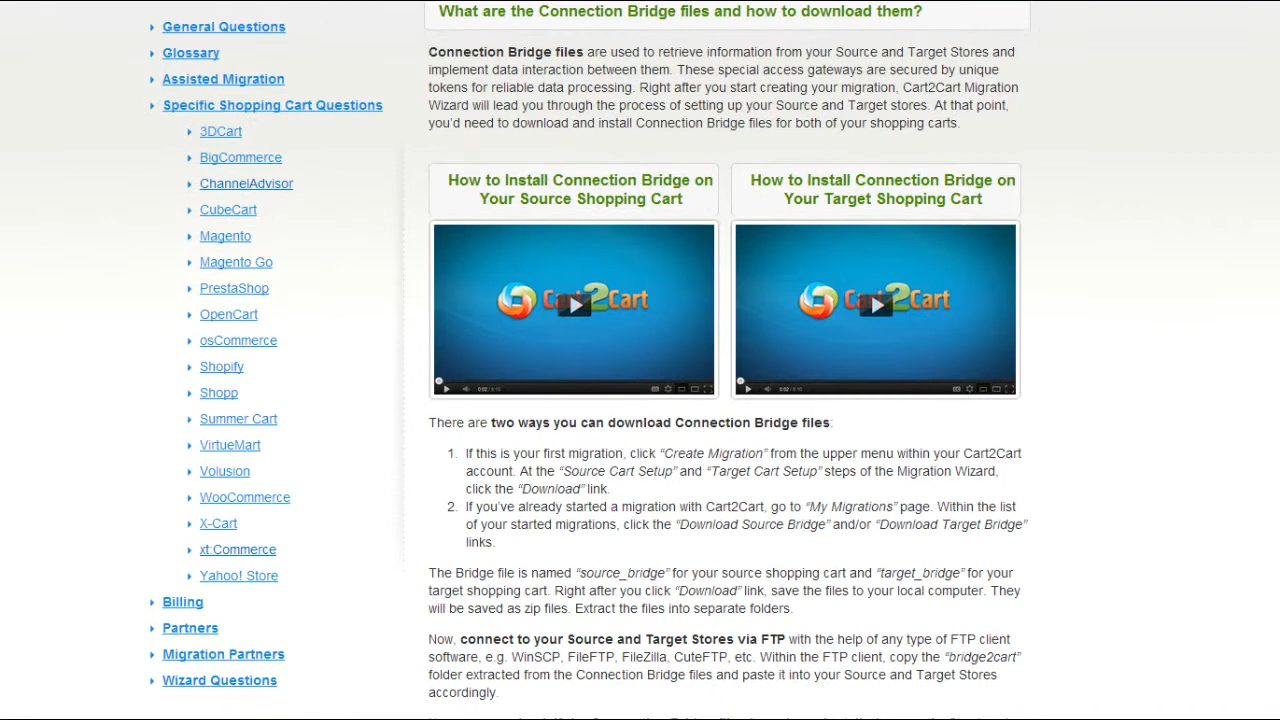 General Questions
Glossary
Assisted Migration
Specific Shopping Cart Questions
3DCart
BigCommerce
ChannelAdvisor
CubeCart
Magento
Magento Go
PrestaShop
OpenCart
osCommerce
Shopify
Shopp
Summer Cart
VirtueMart
Volusion
WooCommerce
X-Cart
xt:Commerce
Yahoo! Store
Billing
Partners
Migration Partners
Wizard Questions
What are the Connection Bridge files and how to download them?
Connection Bridge files are used to retrieve information from your Source and Target Stores and
implement data interaction between them. These special access gateways are secured by unique
tokens for reliable data processing. Right after you start creating your migration, Cart2Cart Migration
Wizard will lead you through the process of setting up your Source and Target stores. At that point,
you'd need to download and install Connection Bridge files for both of your shopping carts.
How to Install Connection Bridge on
Your Source Shopping Cart
Cart2Cart
How to Install Connection Bridge on
Your Target Shopping Cart
Cart2Cart
There are two ways you can download Connection Bridge files:
1. If this is your first migration, click "Create Migration" from the upper menu within your Cart2Cart
account. At the "Source Cart Setup" and "Target Cart Setup" steps of the Migration Wizard,
click the "Download" link.
2. If you've already started a migration with Cart2Cart, go to "My Migrations" page. Within the list
of your started migrations, click the "Download Source Bridge" and/or "Download Target Bridge"
links.
The Bridge file is named "source_bridge" for your source shopping cart and "target_bridge" for your
target shopping cart. Right after you click "Download" link, save the files to your local computer. They
will be saved as zip files. Extract the files into separate folders.
Now, connect to your Source and Target Stores via FTP with the help of any type of FTP client
software, e.g. WinSCP, FileFTP, FileZilla, CuteFTP, etc. Within the FTP client, copy the "bridge2cart"
folder extracted from the Connection Bridge files and paste it into your Source and Target Stores
accordingly.